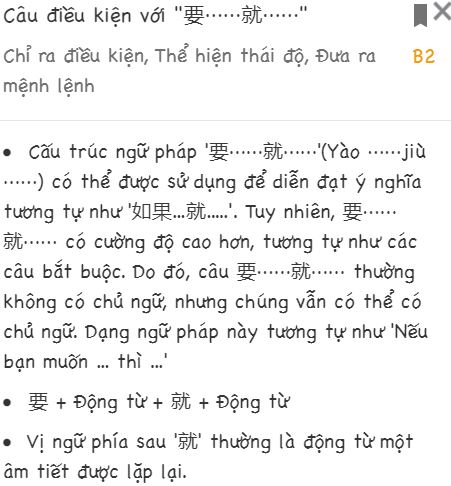 Câu điều kiện với "要······就······"
Chỉ ra điều kiện, Thể hiện thái độ, Đưa ra B2
mệnh lệnh
• Cấu trúc ngữ pháp '要······就······'(Yào ······jiù
······) có thể được sử dụng để diễn đạt ý nghĩa
tương tự như '如果...就.....'. Tuy nhiên, 要······
就······ có cường độ cao hơn, tương tự như các
câu bắt buộc. Do đó, câu 要······就······ thường
không có chủ ngữ, nhưng chúng vẫn có thể có
chủ ngữ. Dạng ngữ pháp này tương tự như 'Nếu
bạn muốn ... thì ...'
• 要 + Động từ + 就 + Động từ
• Vị ngữ phía sau '就' thường là động từ một
âm tiết được lặp lại.